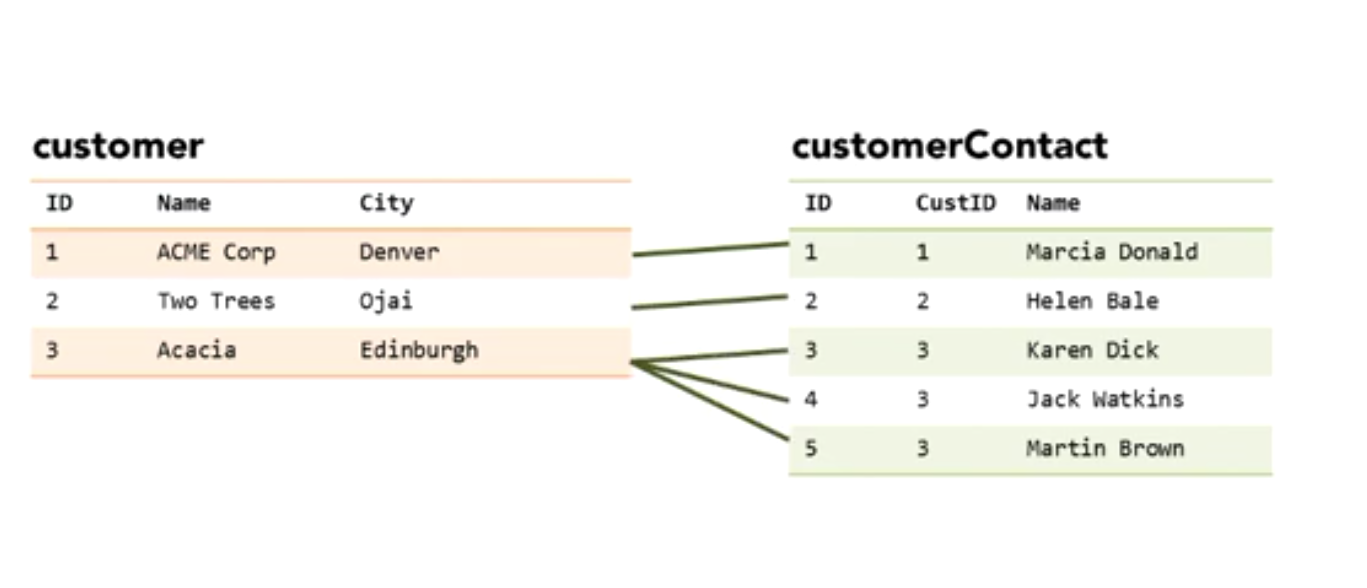 customer
ID Name City
1 ACME Corp Denver
2 Two Trees Ojai
3 Acacia Edinburgh
customerContact
ID CustID Name
1 1 Marcia Donald
2 2 Helen Bale
3 3 Karen Dick
4 3 Jack Watkins
5 3 Martin Brown